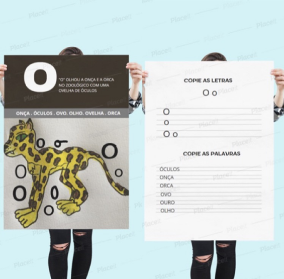 O
"O" OLHOU A ONÇA E A ÓRCA
NO ZOOLÓGICO COM UMA
OVELHA DE ÓCULOS
ONÇA . ÓCULOS . OVO. OLHO. OVELHA . ORCA
O
O
O
O
O
O
O
COPIE AS LETRAS
O o
O
O
O o
COPIE AS PALAVRAS
ÓCULOS
ONÇA
ORCA
OVO
OURO
OLHO